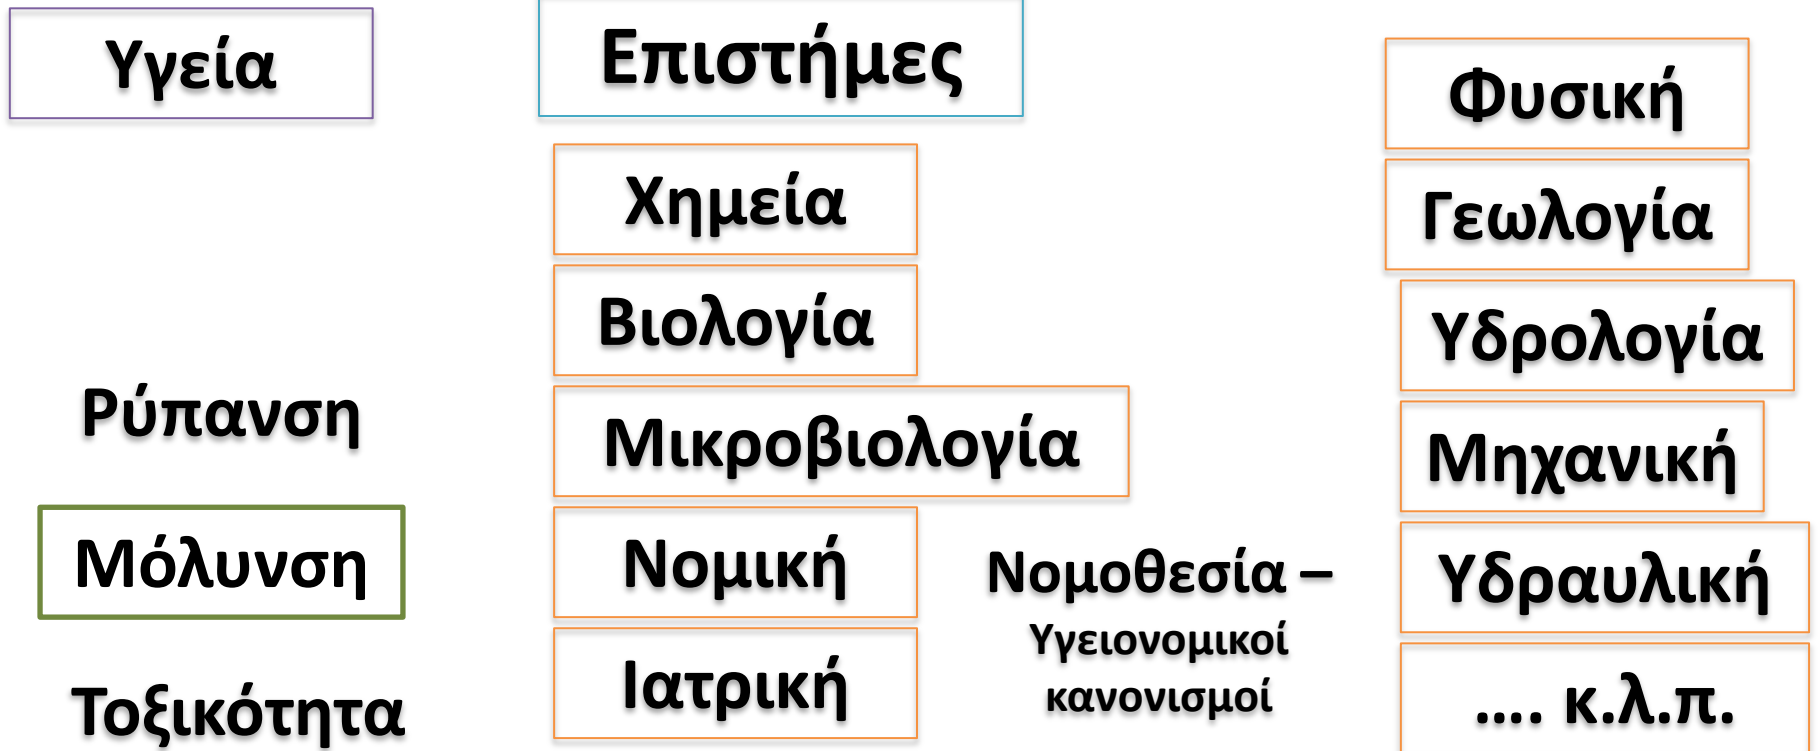 Υγεία
Ρύπανση
Μόλυνση
Τοξικότητα
Επιστήμες
Χημεία
Βιολογία
Μικροβιολογία
Νομική
Ιατρική
Νομοθεσία –
Υγειονομικοί
κανονισμοί
Φυσική
Γεωλογία
Υδρολογία
Μηχανική
Υδραυλική
.... κ.λ.π.